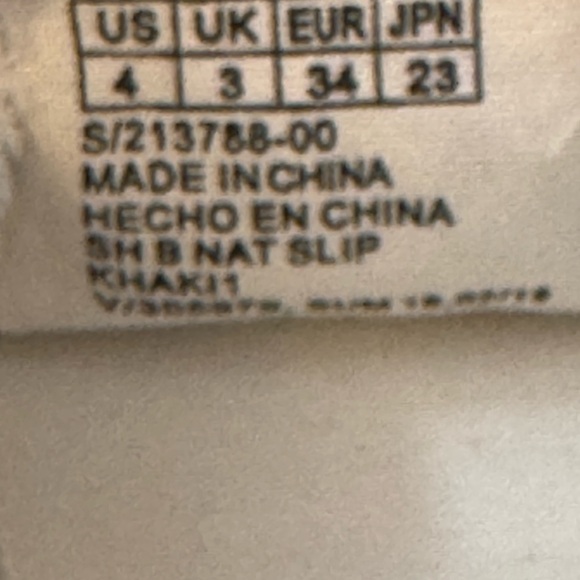 US UK EUR JPN
4 3 34 23
S/213788-00
MADE IN CHINA
HECHO EN CHINA
SH B NAT SLIP
KHAKI1